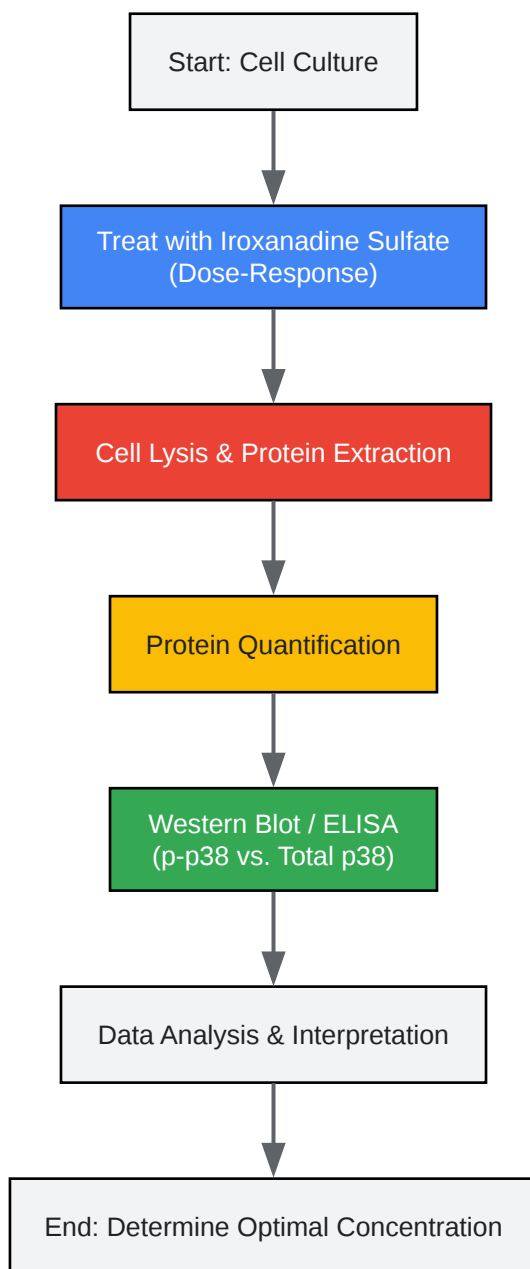 Start: Cell Culture
Treat with Iroxanadine Sulfate
(Dose-Response)
Cell Lysis & Protein Extraction
Protein Quantification
Western Blot / ELISA
(p-p38 vs. Total p38)
Data Analysis & Interpretation
End: Determine Optimal Concentration